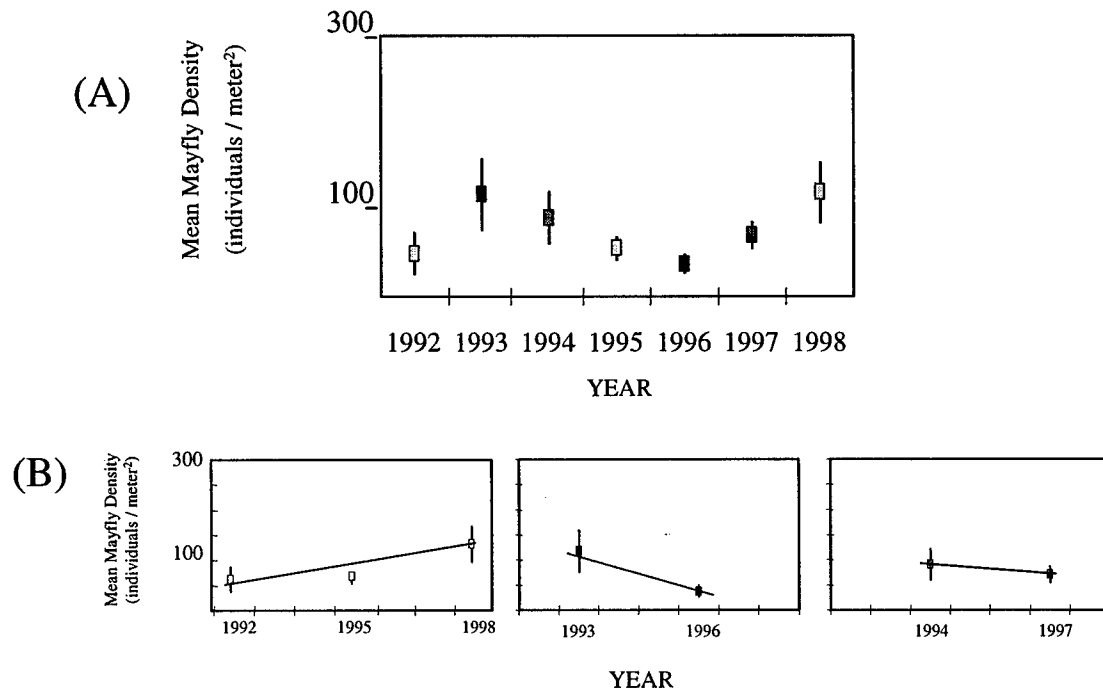 (A)
Mean Mayfly Density
(individuals / meter²)
300
100
1992 1993 1994 1995 1996 1997 1998
YEAR
(B)
Mean Mayfly Density
(individuals / meter²)
300
100
1992 1995 1998
1993 1996
1994 1997
YEAR